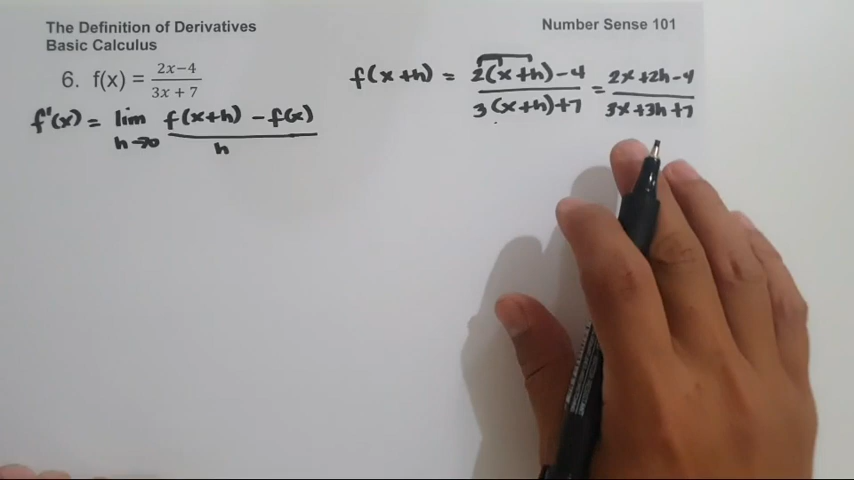 The Definition of Derivatives
Number Sense 101
Basic Calculus
6. f(x) = (2x−4)/(3x + 7)
f(x+h) = (2(x+h)−4)/(3(x+h)+7) = (2x+2h−4)/(3x+3h+7)
f'(x) = lim h→0 (f(x+h) − f(x))/h